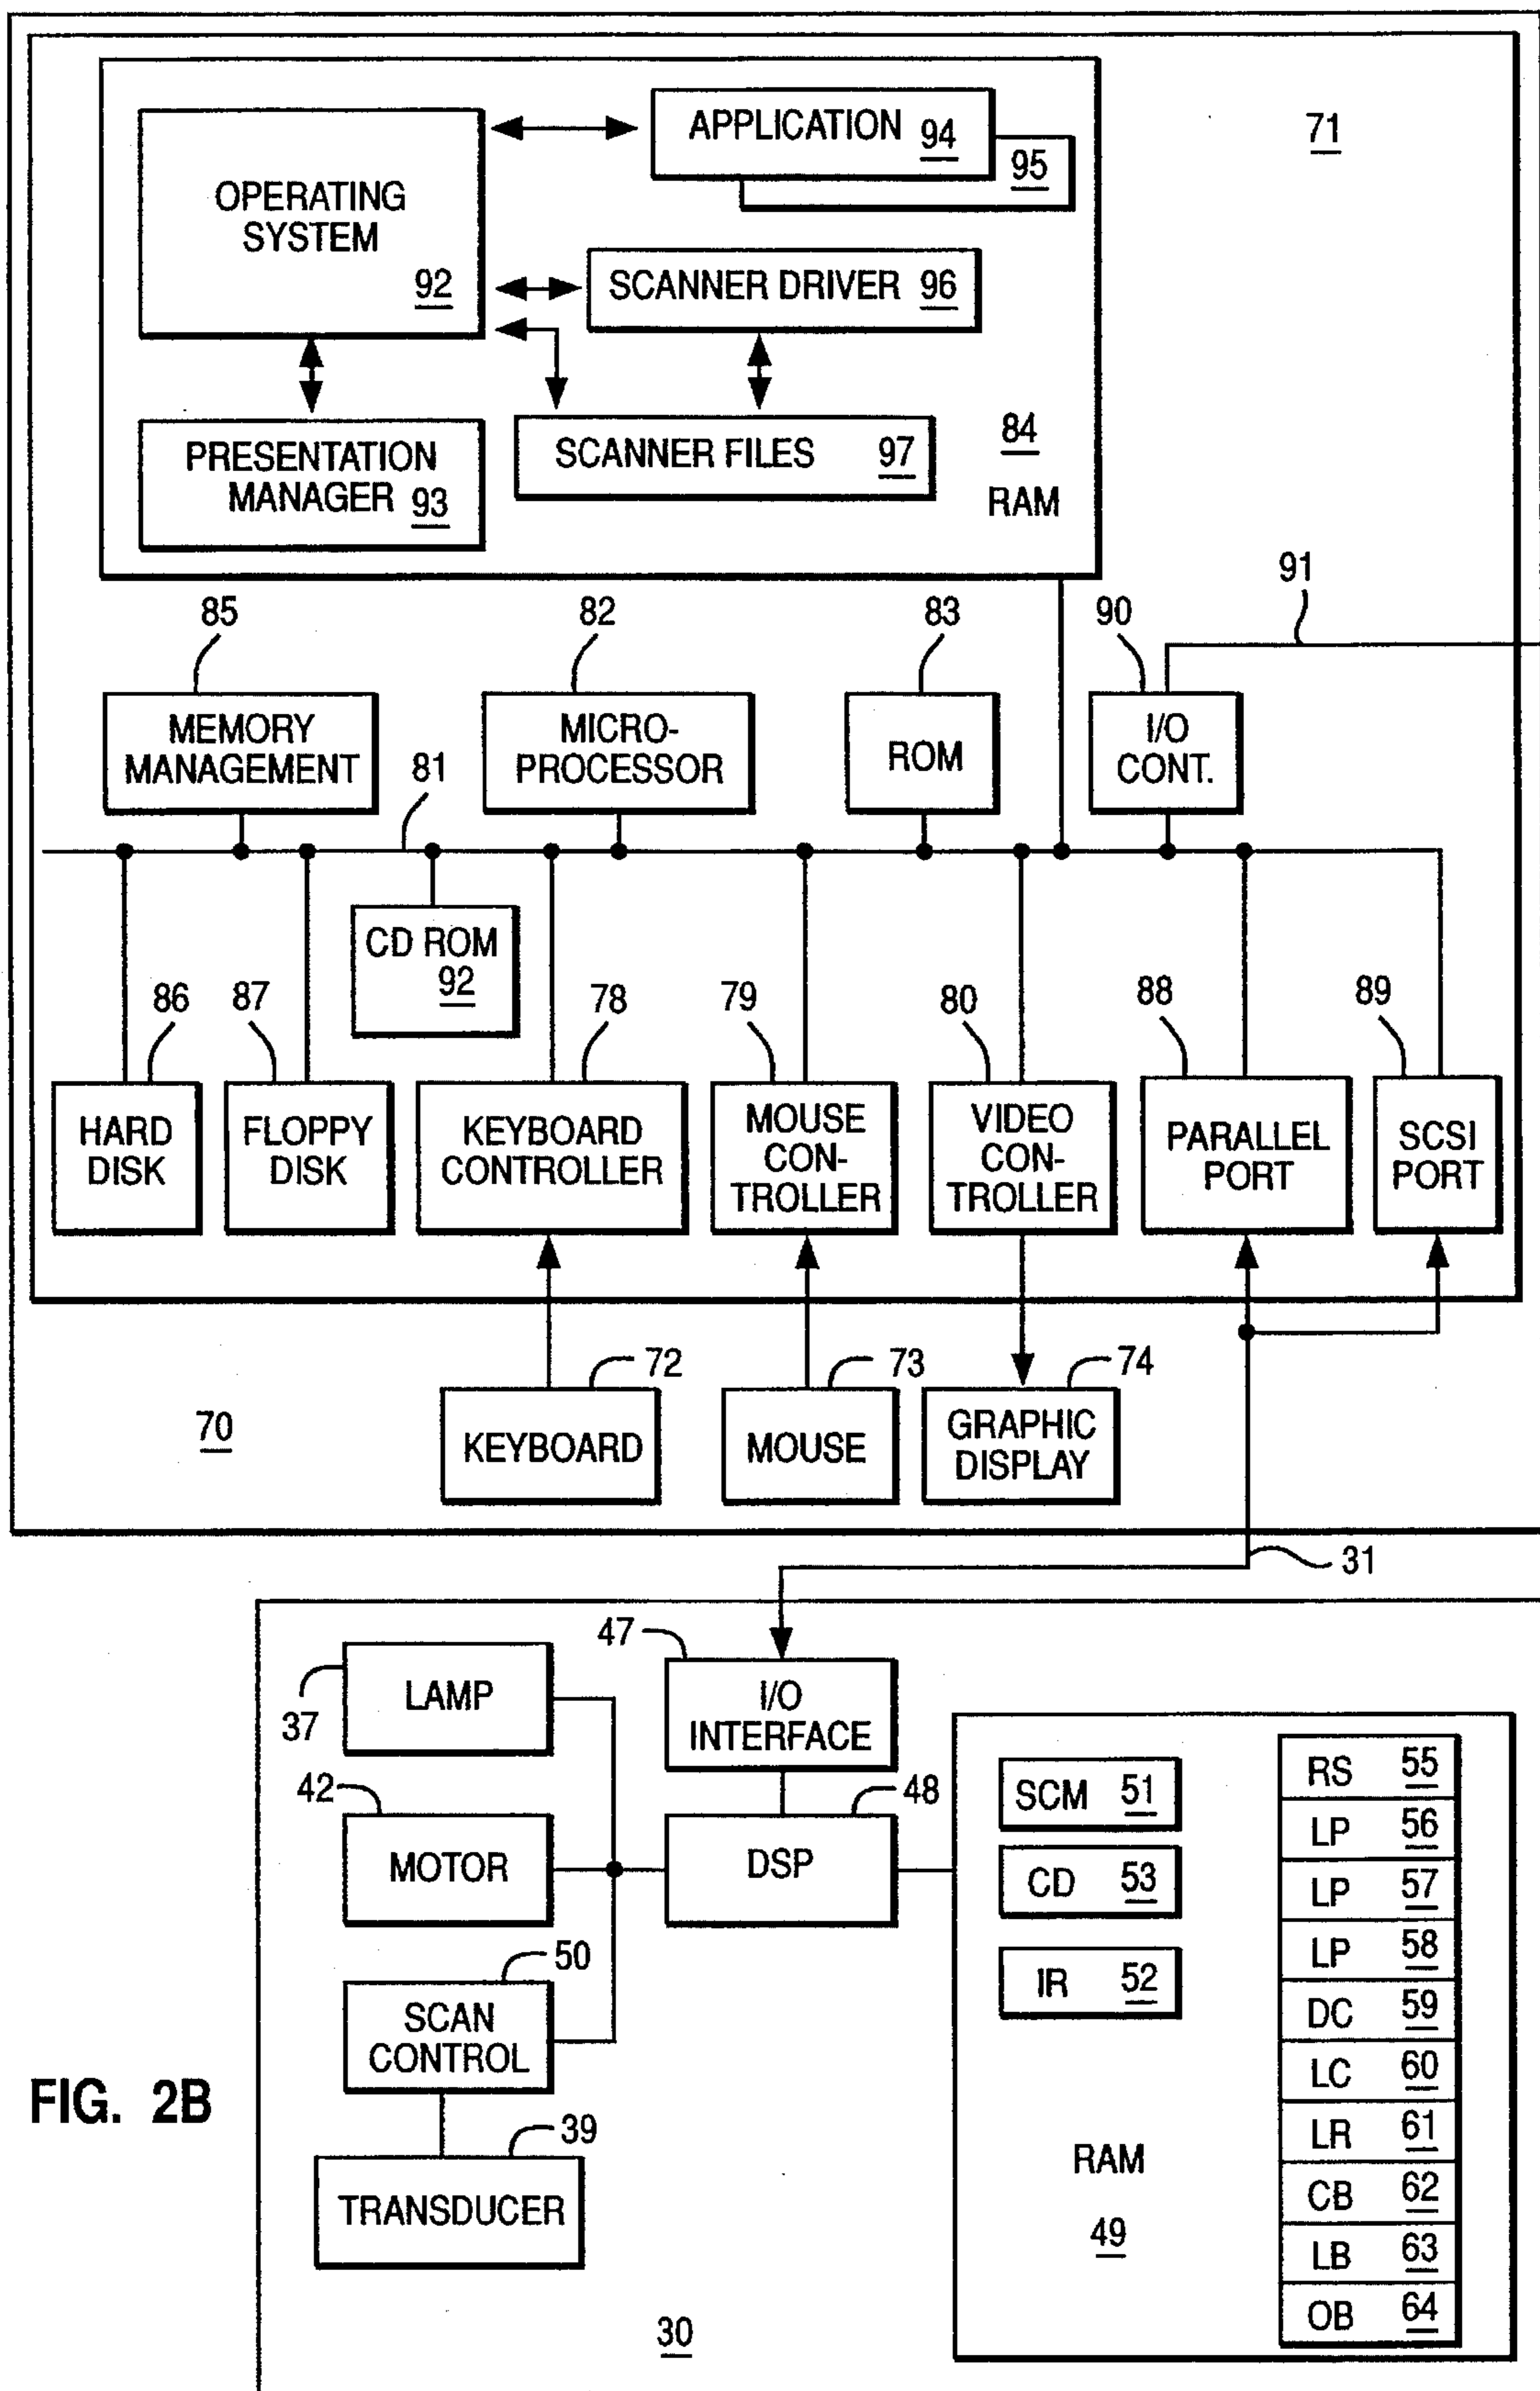 71
APPLICATION 94
95
OPERATING
SYSTEM
92
SCANNER DRIVER 96
PRESENTATION
MANAGER 93
SCANNER FILES 97
84
RAM
91
85
82
83
90
MEMORY
MANAGEMENT
MICRO-
PROCESSOR
ROM
I/O
CONT.
81
CD ROM
92
86
87
78
79
80
88
89
HARD
DISK
FLOPPY
DISK
KEYBOARD
CONTROLLER
MOUSE
CON-
TROLLER
VIDEO
CON-
TROLLER
PARALLEL
PORT
SCSI
PORT
72
73
74
70
KEYBOARD
MOUSE
GRAPHIC
DISPLAY
31
47
LAMP
37
I/O
INTERFACE
42
48
MOTOR
DSP
50
SCAN
CONTROL
39
TRANSDUCER
SCM 51
CD 53
IR 52
RAM
49
RS 55
LP 56
LP 57
LP 58
DC 59
LC 60
LR 61
CB 62
LB 63
OB 64
30
FIG. 2B